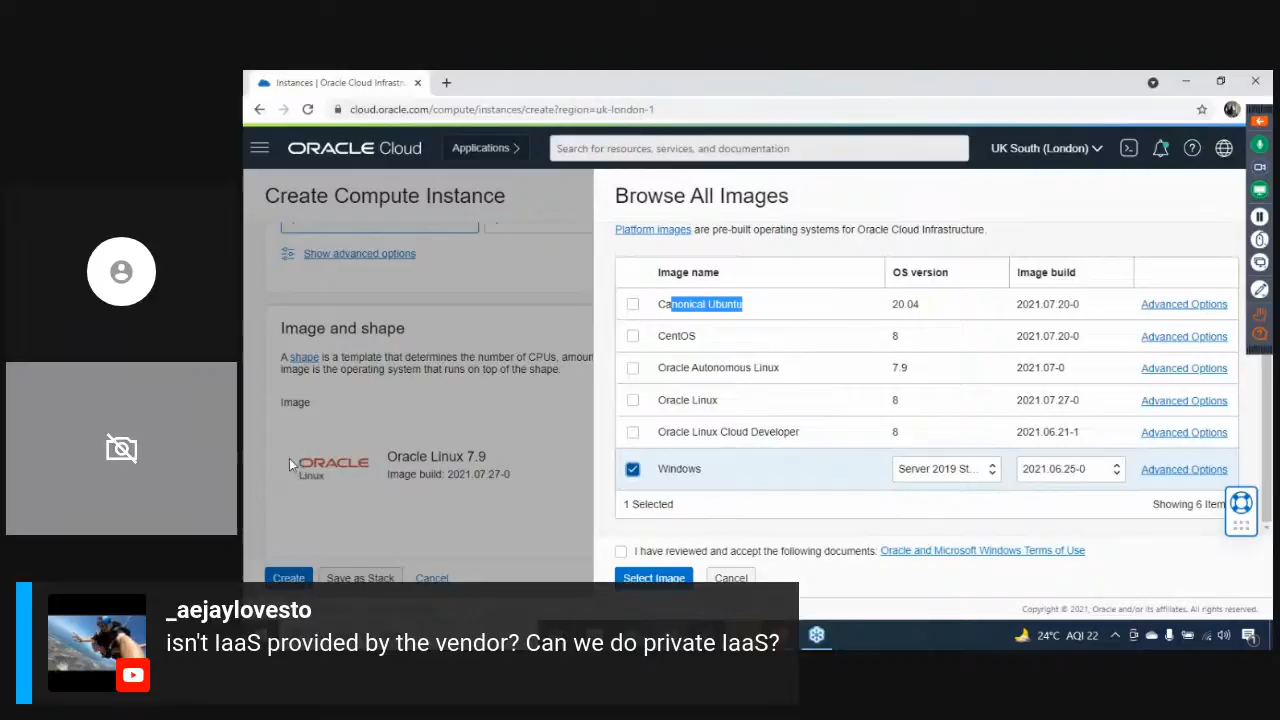 Instances | Oracle Cloud Infrastr
cloud.oracle.com/compute/instances/create?region=uk-london-1
ORACLE Cloud
Applications
Search for resources, services, and documentation
UK South (London)
Create Compute Instance
Show advanced options
Image and shape
A shape is a template that determines the number of CPUs, amoun
image is the operating system that runs on top of the shape.
Image
ORACLE
Linux
Oracle Linux 7.9
Image build: 2021.07.27-0
Create
Save as Stack
Cancel
Browse All Images
Platform images are pre-built operating systems for Oracle Cloud Infrastructure.
Image name OS version Image build
Canonical Ubuntu 20.04 2021.07.20-0 Advanced Options
CentOS 8 2021.07.20-0 Advanced Options
Oracle Autonomous Linux 7.9 2021.07-0 Advanced Options
Oracle Linux 8 2021.07.27-0 Advanced Options
Oracle Linux Cloud Developer 8 2021.06.21-1 Advanced Options
Windows Server 2019 St... 2021.06.25-0 Advanced Options
1 Selected Showing 6 Item
I have reviewed and accept the following documents: Oracle and Microsoft Windows Terms of Use
Select Image
Cancel
Copyright © 2021, Oracle and/or its affiliates. All rights reserved.
24°C AQI 22
_aejaylovesto
isn't IaaS provided by the vendor? Can we do private IaaS?